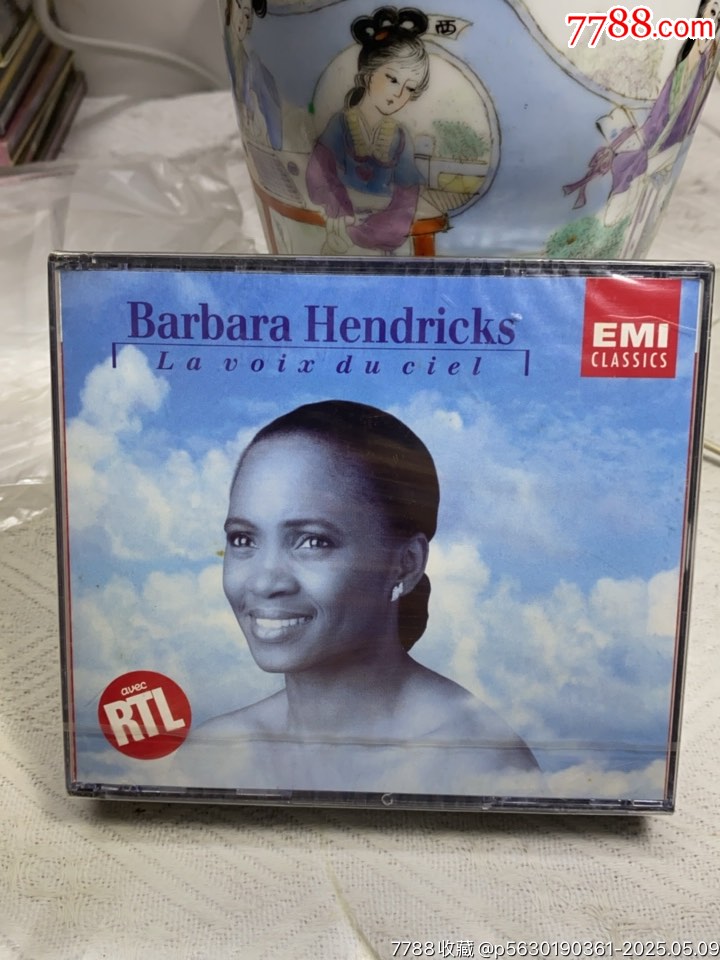 7788.com
西
Barbara Hendricks
La voix du ciel
EMI
CLASSICS
avec
RTL
7788收藏 @p5630190361-2025.05.09